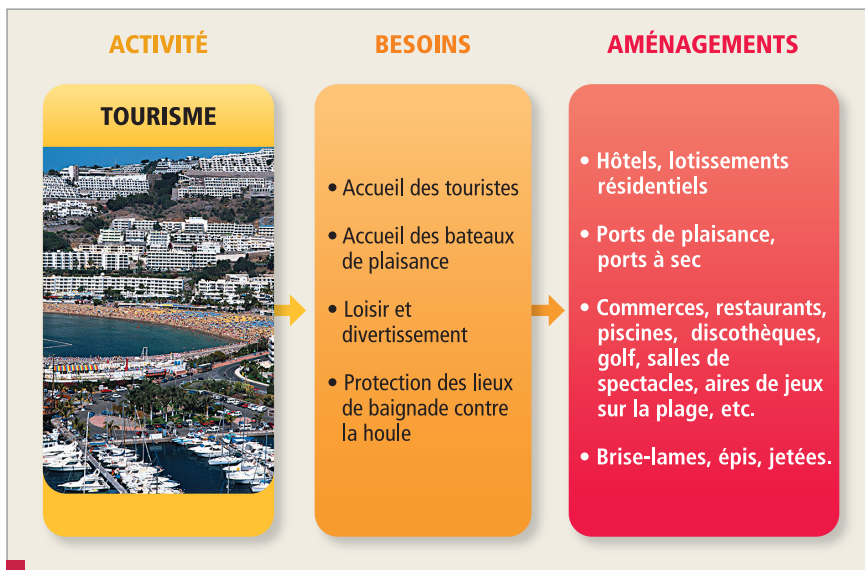 ACTIVITÉ
TOURISME
BESOINS
• Accueil des touristes
• Accueil des bateaux
de plaisance
• Loisir et
divertissement
• Protection des lieux
de baignade contre
la houle
AMÉNAGEMENTS
• Hôtels, lotissements
résidentiels
• Ports de plaisance,
ports à sec
• Commerces, restaurants,
piscines, discothèques,
golf, salles de
spectacles, aires de jeux
sur la plage, etc.
• Brise-lames, épis, jetées.